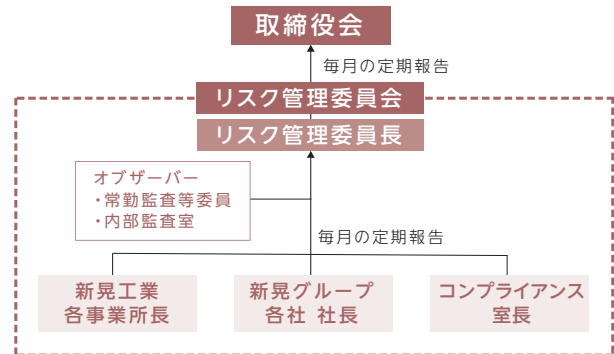 取締役会
毎月の定期報告
リスク管理委員会
リスク管理委員長
オブザーバー
・常勤監査等委員
・内部監査室
毎月の定期報告
新晃工業
各事業所長
新晃グループ
各社 社長
コンプライアンス
室長